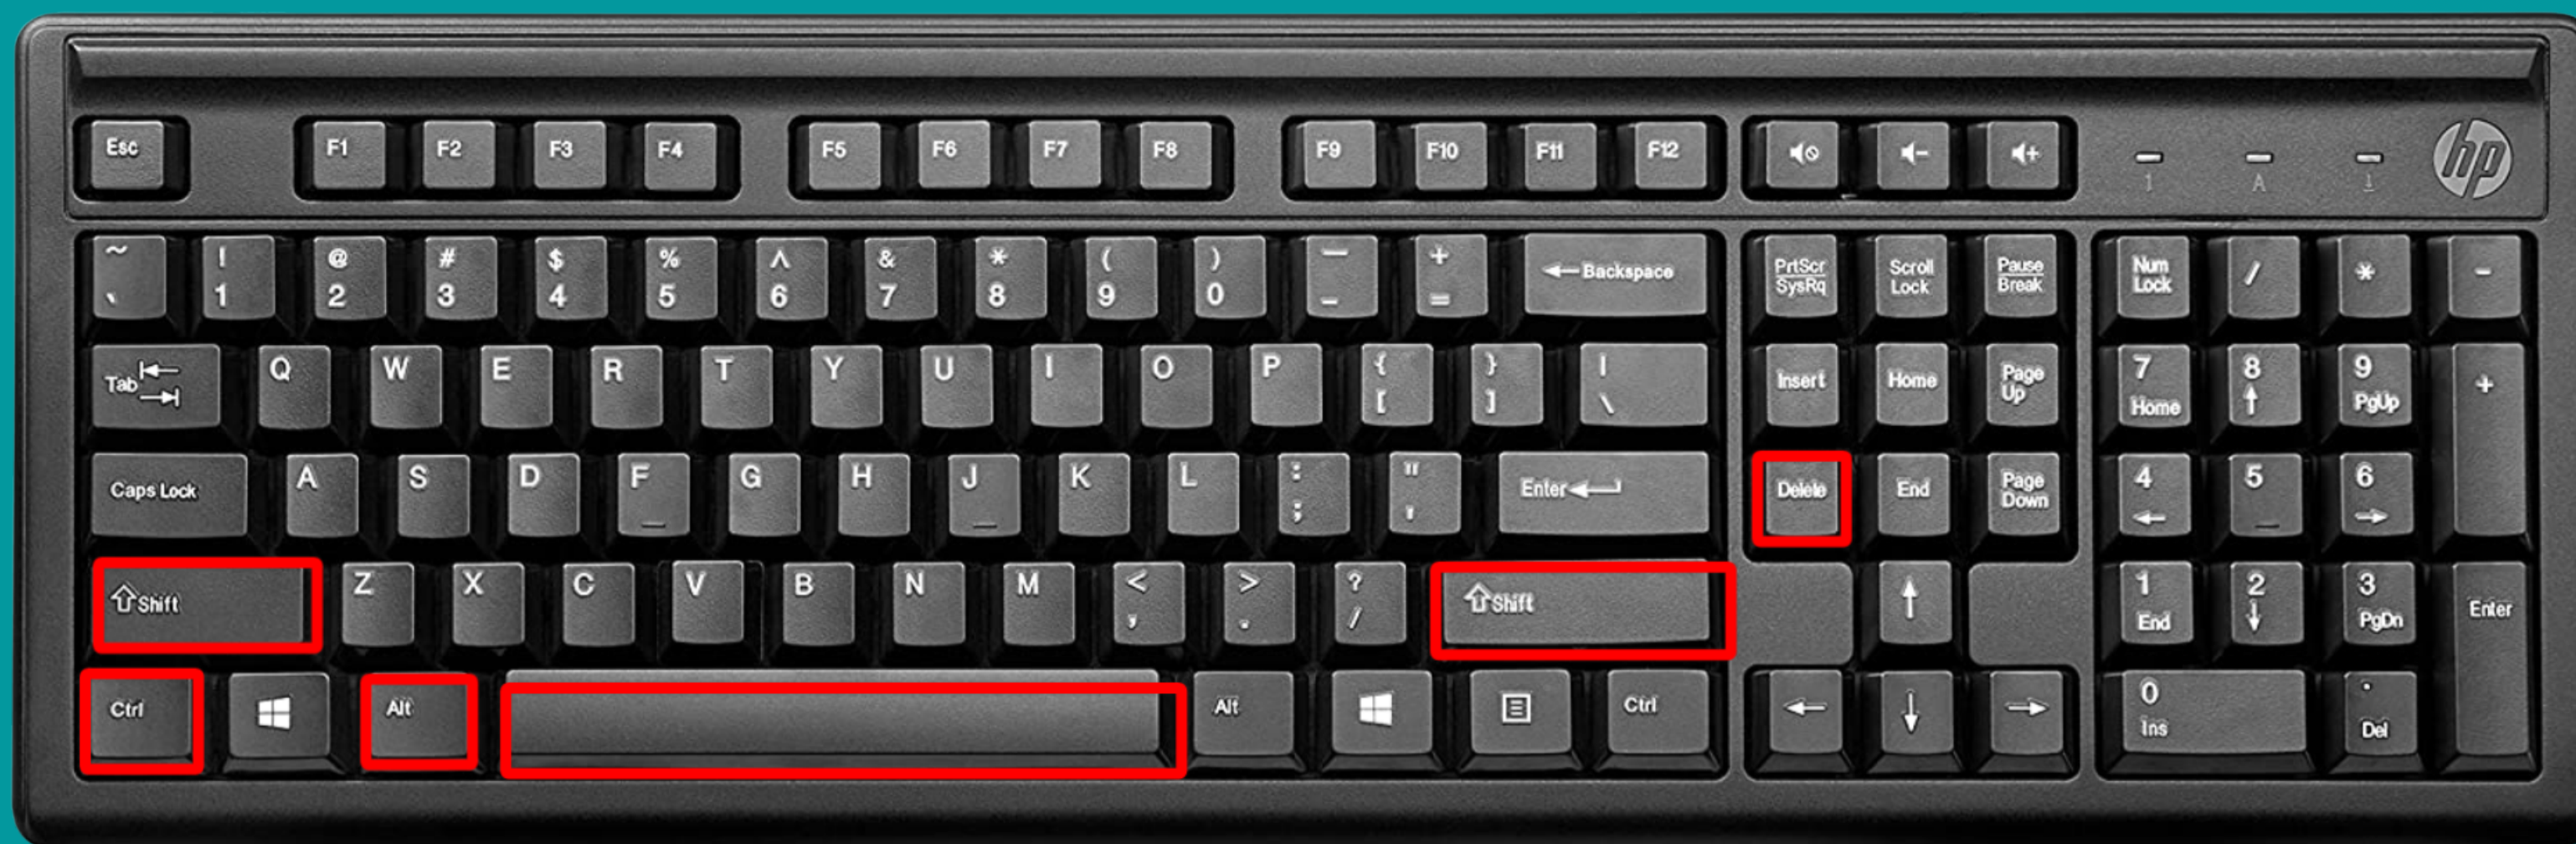 Esc F1 F2 F3 F4 F5 F6 F7 F8 F9 F10 F11 F12
1 A hp
~ ! @ # $ % ^ & * ( ) — +
` 1 2 3 4 5 6 7 8 9 0 - = ←Backspace
PrtScr Scroll Pause Num / * -
SysRq Lock Break Lock
Tab Q W E R T Y U I O P { } |
[ ] \
Insert Home Page 7 8 9 +
Up Home ↑ PgUp
Caps Lock A S D F G H J K L : "
; ' Enter
Delete End Page 4 5 6
Down ← →
Shift Z X C V B N M < > ? Shift
, . /
↑ 1 2 3 Enter
End ↓ PgDn
Ctrl Alt Alt Ctrl ← ↓ → 0 .
Ins Del